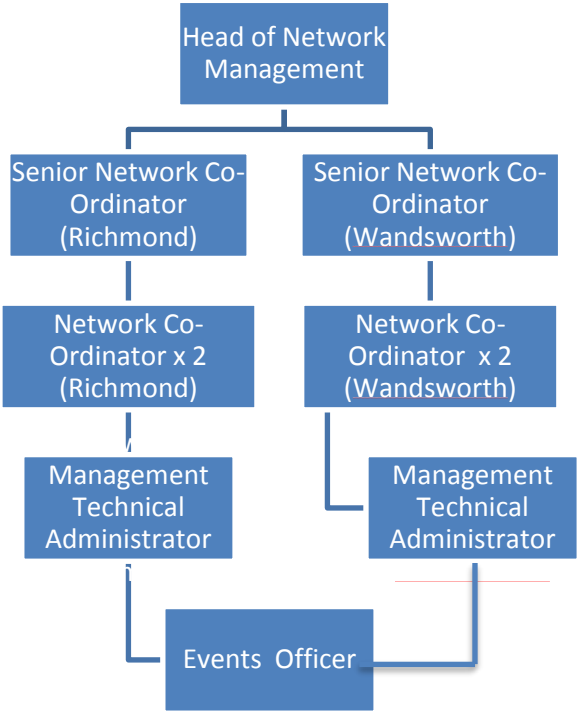 Head of Network
Management
Senior Network Co-
Ordinator
(Richmond)
Senior Network Co-
Ordinator
(Wandsworth)
Network Co-
Ordinator x 2
(Richmond)
Network Co-
Ordinator x 2
(Wandsworth)
Management
Technical
Administrator
Management
Technical
Administrator
Events Officer